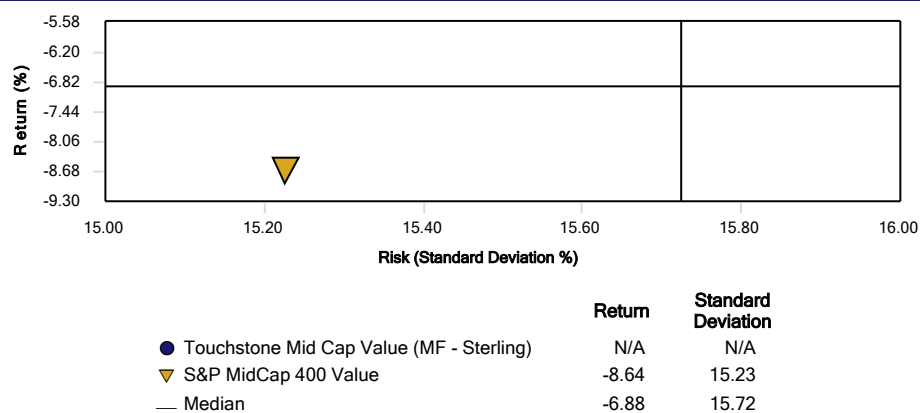 -5.58
-6.20
-6.82
-7.44
-8.06
-8.68
-9.30
Return (%)
15.00 15.20 15.40 15.60 15.80 16.00
Risk (Standard Deviation %)
Return Standard Deviation
Touchstone Mid Cap Value (MF - Sterling) N/A N/A
S&P MidCap 400 Value -8.64 15.23
Median -6.88 15.72